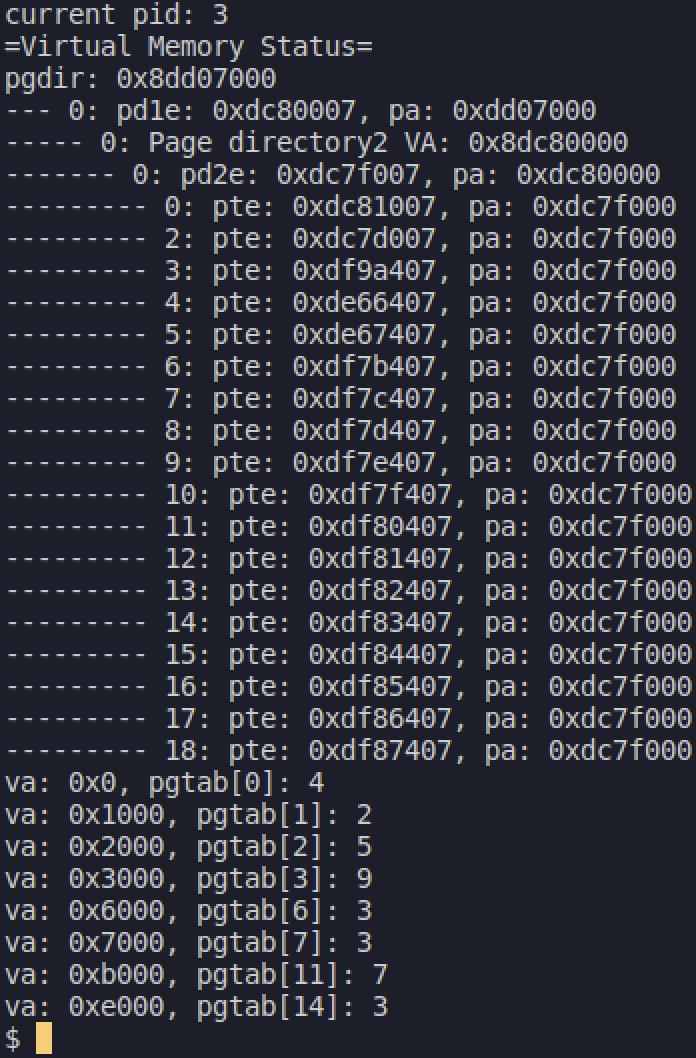 current pid: 3
=Virtual Memory Status=
pgdir: 0x8dd07000
--- 0: pd1e: 0xdc80007, pa: 0xdd07000
----- 0: Page directory2 VA: 0x8dc80000
------- 0: pd2e: 0xdc7f007, pa: 0xdc80000
--------- 0: pte: 0xdc81007, pa: 0xdc7f000
--------- 2: pte: 0xdc7d007, pa: 0xdc7f000
--------- 3: pte: 0xdf9a407, pa: 0xdc7f000
--------- 4: pte: 0xde66407, pa: 0xdc7f000
--------- 5: pte: 0xde67407, pa: 0xdc7f000
--------- 6: pte: 0xdf7b407, pa: 0xdc7f000
--------- 7: pte: 0xdf7c407, pa: 0xdc7f000
--------- 8: pte: 0xdf7d407, pa: 0xdc7f000
--------- 9: pte: 0xdf7e407, pa: 0xdc7f000
--------- 10: pte: 0xdf7f407, pa: 0xdc7f000
--------- 11: pte: 0xdf80407, pa: 0xdc7f000
--------- 12: pte: 0xdf81407, pa: 0xdc7f000
--------- 13: pte: 0xdf82407, pa: 0xdc7f000
--------- 14: pte: 0xdf83407, pa: 0xdc7f000
--------- 15: pte: 0xdf84407, pa: 0xdc7f000
--------- 16: pte: 0xdf85407, pa: 0xdc7f000
--------- 17: pte: 0xdf86407, pa: 0xdc7f000
--------- 18: pte: 0xdf87407, pa: 0xdc7f000
va: 0x0, pgtab[0]: 4
va: 0x1000, pgtab[1]: 2
va: 0x2000, pgtab[2]: 5
va: 0x3000, pgtab[3]: 9
va: 0x6000, pgtab[6]: 3
va: 0x7000, pgtab[7]: 3
va: 0xb000, pgtab[11]: 7
va: 0xe000, pgtab[14]: 3
$